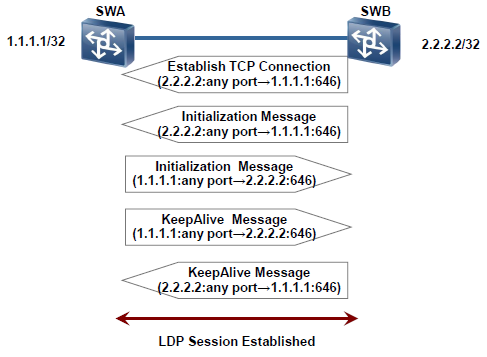 SWA
SWB
1.1.1.1/32
2.2.2.2/32
Establish TCP Connection
(2.2.2.2:any port→1.1.1.1:646)
Initialization Message
(2.2.2.2:any port→1.1.1.1:646)
Initialization Message
(1.1.1.1:any port→2.2.2.2:646)
KeepAlive Message
(1.1.1.1:any port→2.2.2.2:646)
KeepAlive Message
(2.2.2.2:any port→1.1.1.1:646)
LDP Session Established